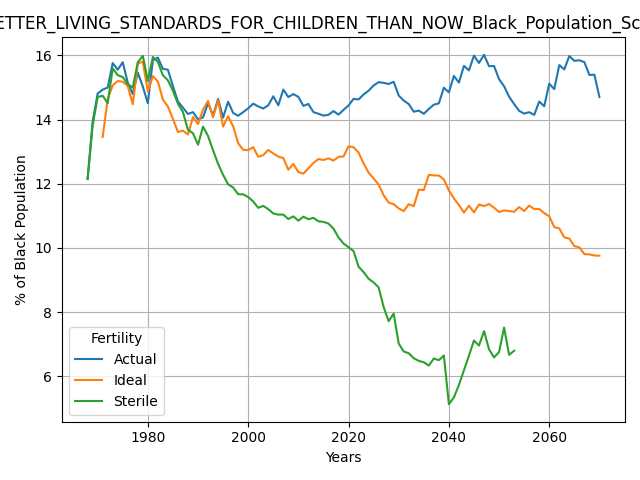 ETTER_LIVING_STANDARDS_FOR_CHILDREN_THAN_NOW_Black_Population_Sc
% of Black Population
16
14
12
10
8
6
Fertility
Actual
Ideal
Sterile
1980
2000
2020
2040
2060
Years